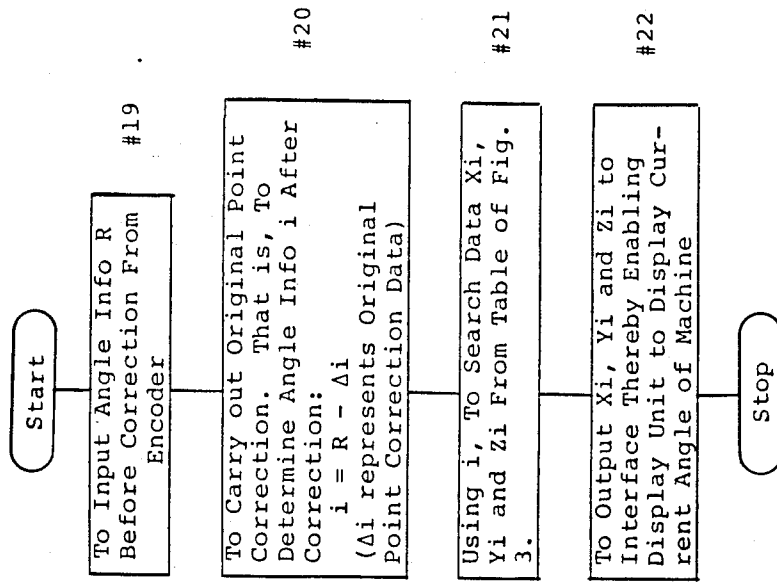 Start
To Input Angle Info R
Before Correction From
Encoder
#19
To Carry out Original Point
Correction. That is, To
Determine Angle Info i After
Correction:
i = R - Δi
(Δi represents Original
Point Correction Data)
#20
Using i, To Search Data Xi,
Yi and Zi From Table of Fig.
3.
#21
To Output Xi, Yi and Zi to
Interface Thereby Enabling
Display Unit to Display Cur-
rent Angle of Machine
#22
Stop